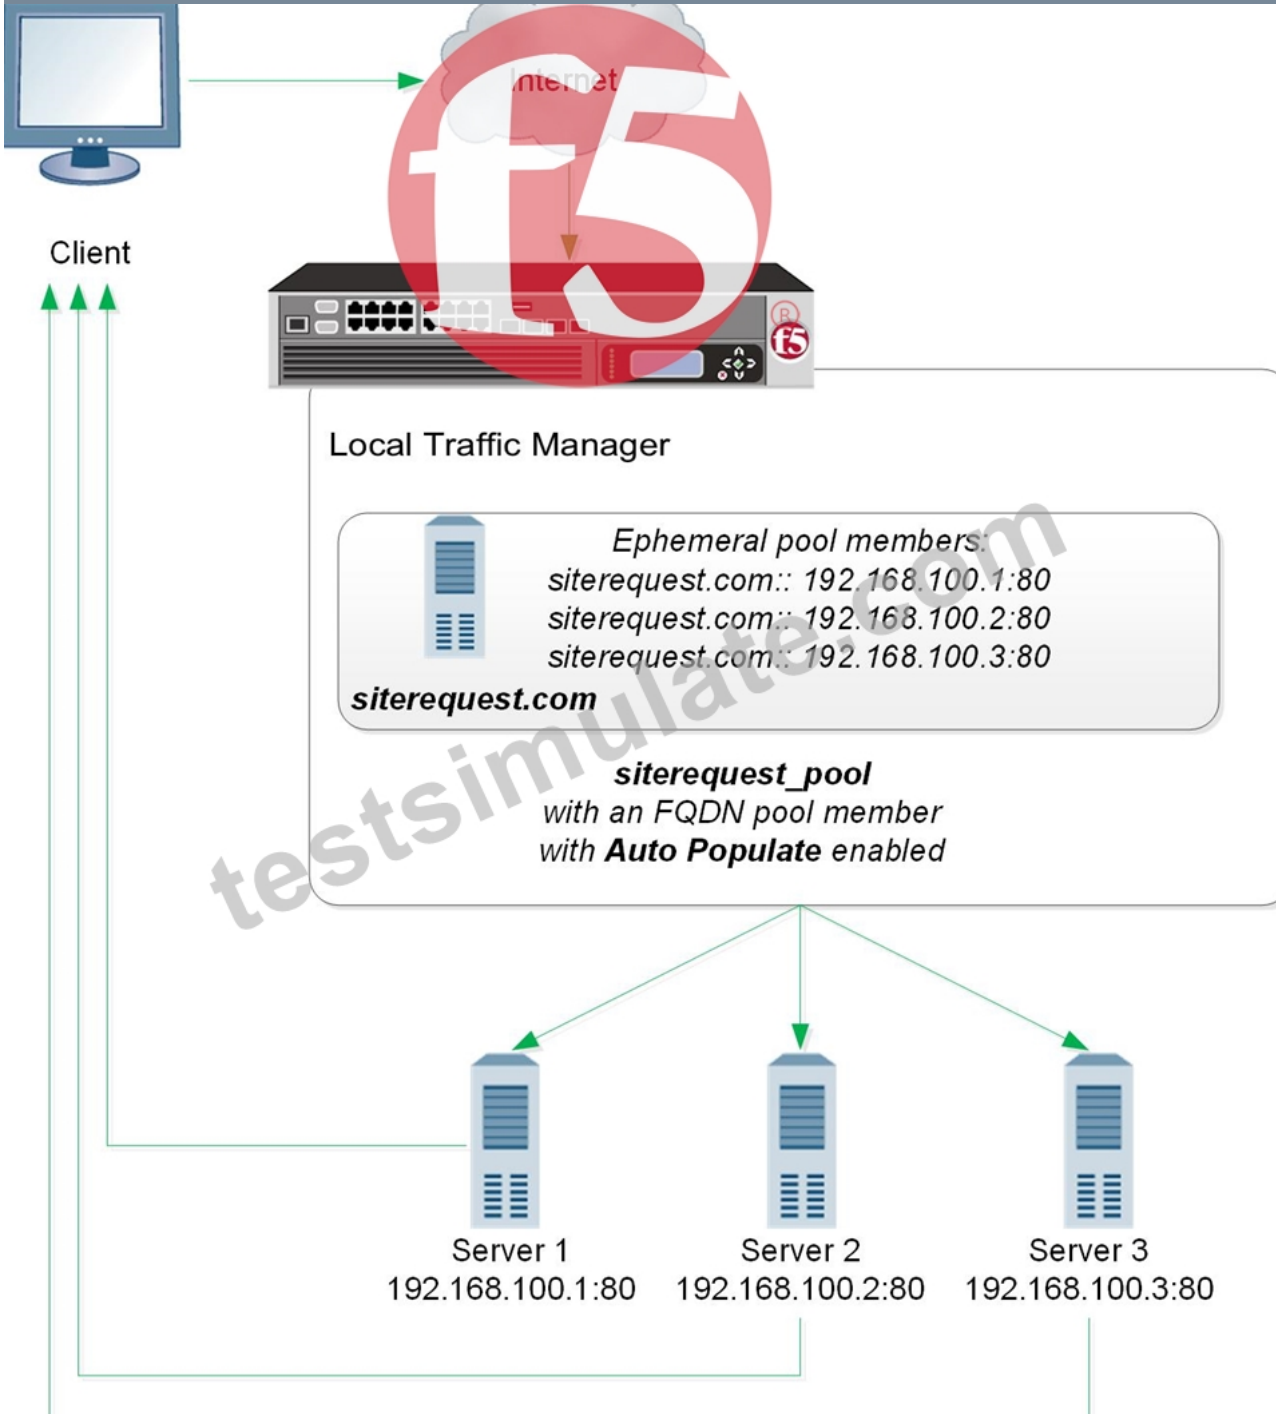 Internet
f5
Client
®
f5
Local Traffic Manager
Ephemeral pool members:
siterequest.com:: 192.168.100.1:80
siterequest.com:: 192.168.100.2:80
siterequest.com:: 192.168.100.3:80
siterequest.com
siterequest_pool
with an FQDN pool member
with Auto Populate enabled
testsimulate.com
Server 1
192.168.100.1:80
Server 2
192.168.100.2:80
Server 3
192.168.100.3:80